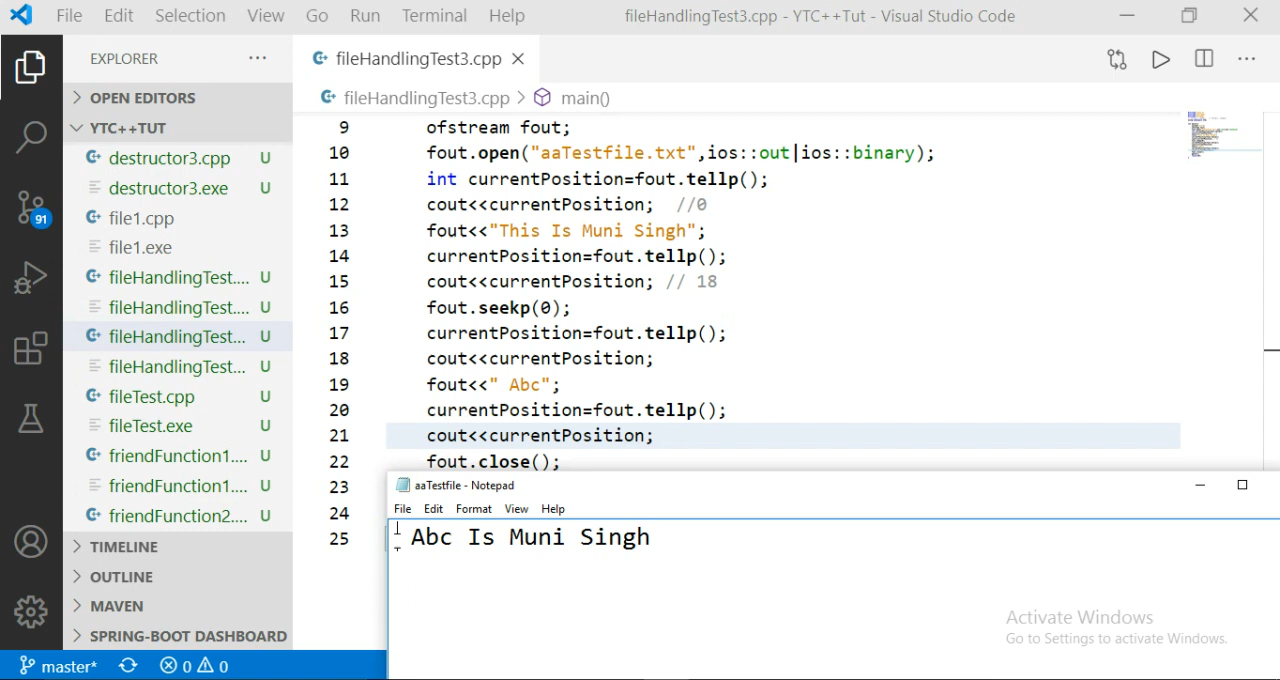 File Edit Selection View Go Run Terminal Help fileHandlingTest3.cpp - YTC++Tut - Visual Studio Code
EXPLORER ···
fileHandlingTest3.cpp
OPEN EDITORS
fileHandlingTest3.cpp > main()
YTC++TUT
destructor3.cpp U
destructor3.exe U
file1.cpp
file1.exe
fileHandlingTest.... U
fileHandlingTest.... U
fileHandlingTest... U
fileHandlingTest... U
fileTest.cpp U
fileTest.exe U
friendFunction1.... U
friendFunction1.... U
friendFunction2.... U
TIMELINE
OUTLINE
MAVEN
SPRING-BOOT DASHBOARD
91
9 ofstream fout;
10 fout.open("aaTestfile.txt",ios::out|ios::binary);
11 int currentPosition=fout.tellp();
12 cout<<currentPosition; //0
13 fout<<"This Is Muni Singh";
14 currentPosition=fout.tellp();
15 cout<<currentPosition; // 18
16 fout.seekp(0);
17 currentPosition=fout.tellp();
18 cout<<currentPosition;
19 fout<<" Abc";
20 currentPosition=fout.tellp();
21 cout<<currentPosition;
22 fout.close();
23
24
25
aaTestfile - Notepad
File Edit Format View Help
Abc Is Muni Singh
Activate Windows
Go to Settings to activate Windows.
master* 0 0